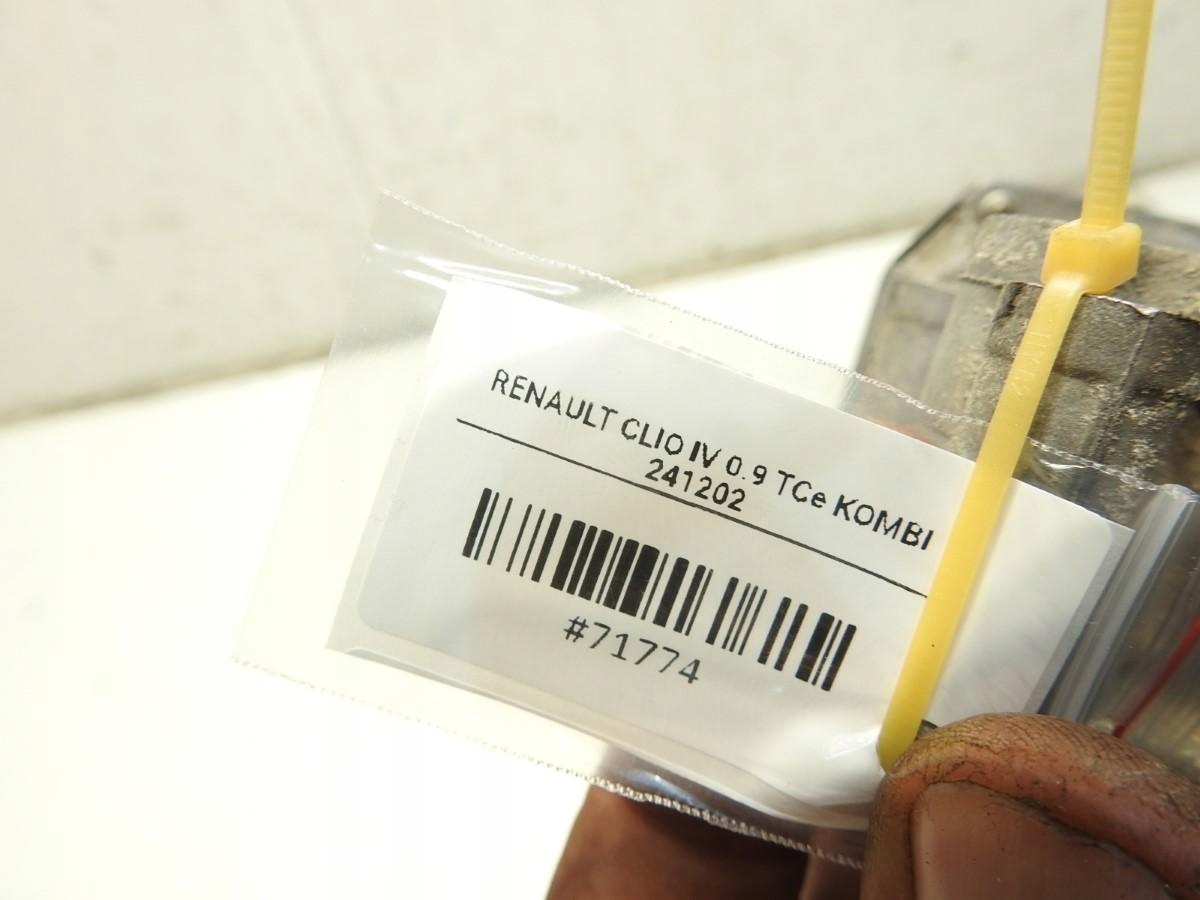 RENAULT CLIO IV 0.9 TCe KOMBI
241202
#71774